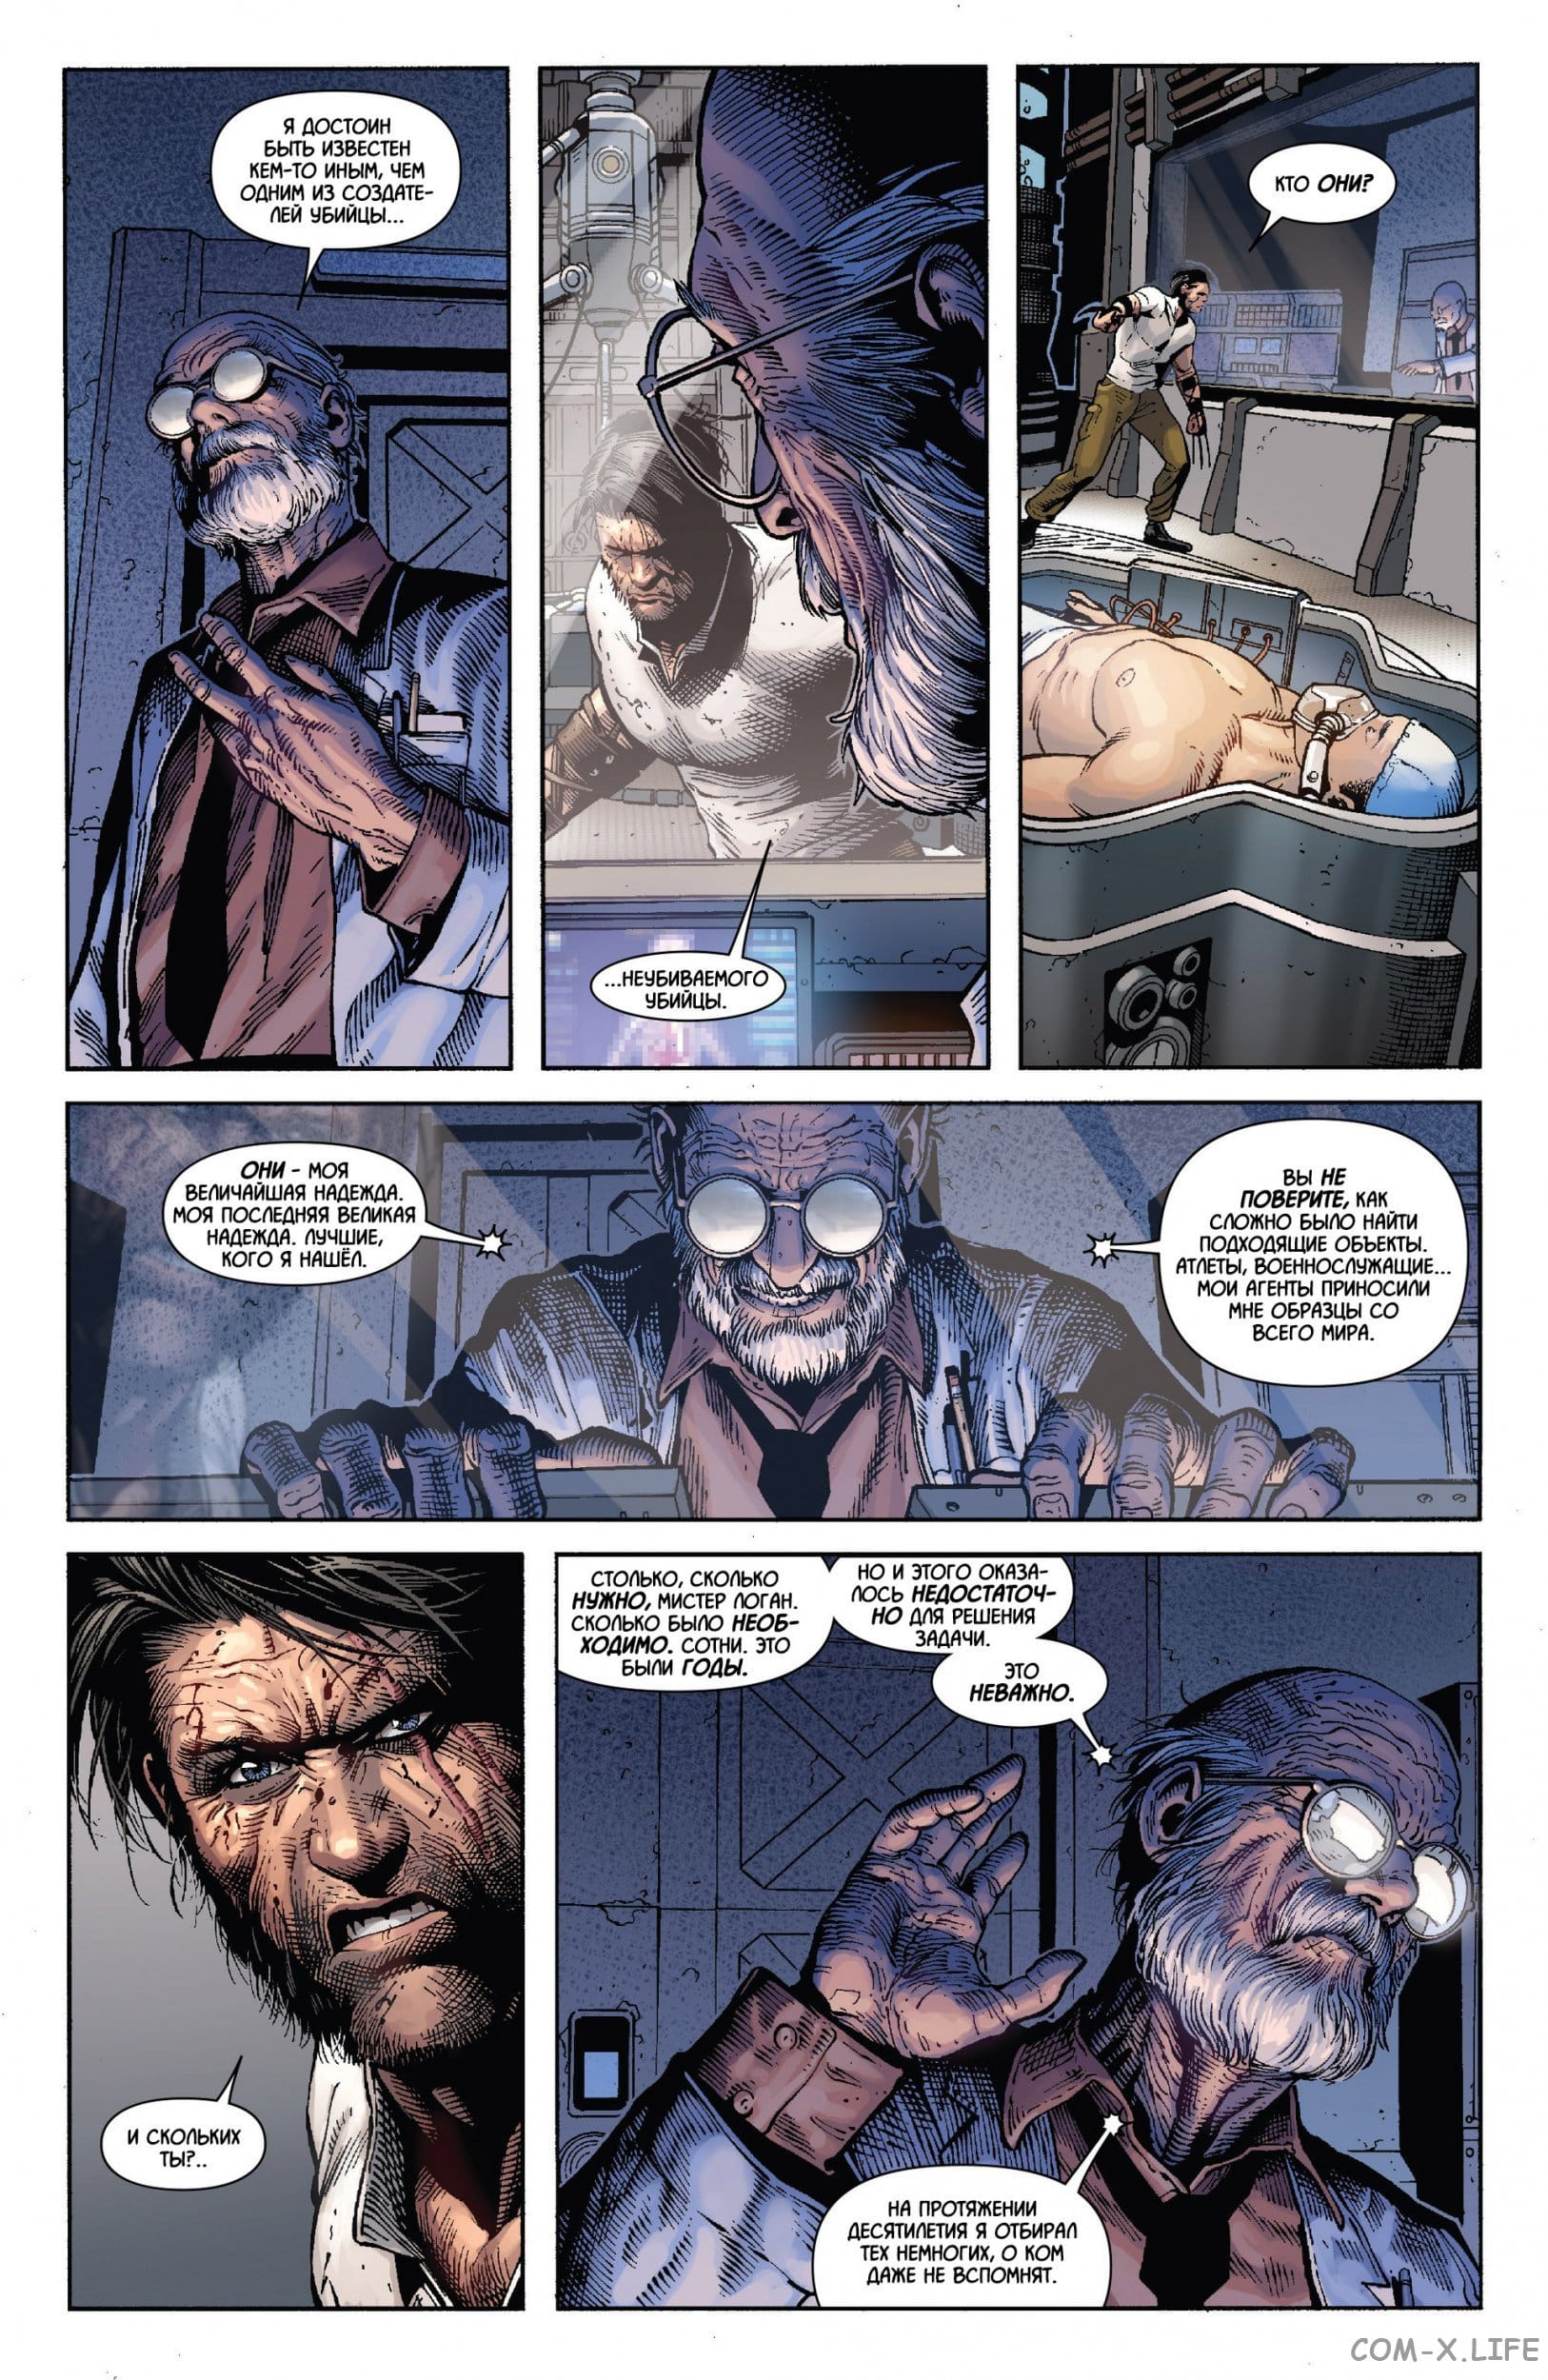 Я ДОСТОИН
БЫТЬ ИЗВЕСТЕН
КЕМ-ТО ИНЫМ, ЧЕМ
ОДНИМ ИЗ СОЗДАТЕ-
ЛЕЙ УБИЙЦЫ...
...НЕУБИВАЕМОГО
УБИЙЦЫ.
КТО ОНИ?
ОНИ - МОЯ
ВЕЛИЧАЙШАЯ НАДЕЖДА.
МОЯ ПОСЛЕДНЯЯ ВЕЛИКАЯ
НАДЕЖДА. ЛУЧШИЕ,
КОГО Я НАШЁЛ.
ВЫ НЕ
ПОВЕРИТЕ, КАК
СЛОЖНО БЫЛО НАЙТИ
ПОДХОДЯЩИЕ ОБЪЕКТЫ.
АТЛЕТЫ, ВОЕННОСЛУЖАЩИЕ...
МОИ АГЕНТЫ ПРИНОСИЛИ
МНЕ ОБРАЗЦЫ СО
ВСЕГО МИРА.
И СКОЛЬКИХ
ТЫ?..
СТОЛЬКО, СКОЛЬКО
НУЖНО, МИСТЕР ЛОГАН.
СКОЛЬКО БЫЛО НЕОБ-
ХОДИМО. СОТНИ. ЭТО
БЫЛИ ГОДЫ.
НО И ЭТОГО ОКАЗА-
ЛОСЬ НЕДОСТАТОЧ-
НО ДЛЯ РЕШЕНИЯ
ЗАДАЧИ.
ЭТО
НЕВАЖНО.
НА ПРОТЯЖЕНИИ
ДЕСЯТИЛЕТИЯ Я ОТБИРАЛ
ТЕХ НЕМНОГИХ, О КОМ
ДАЖЕ НЕ ВСПОМНЯТ.
COM-X.LIFE